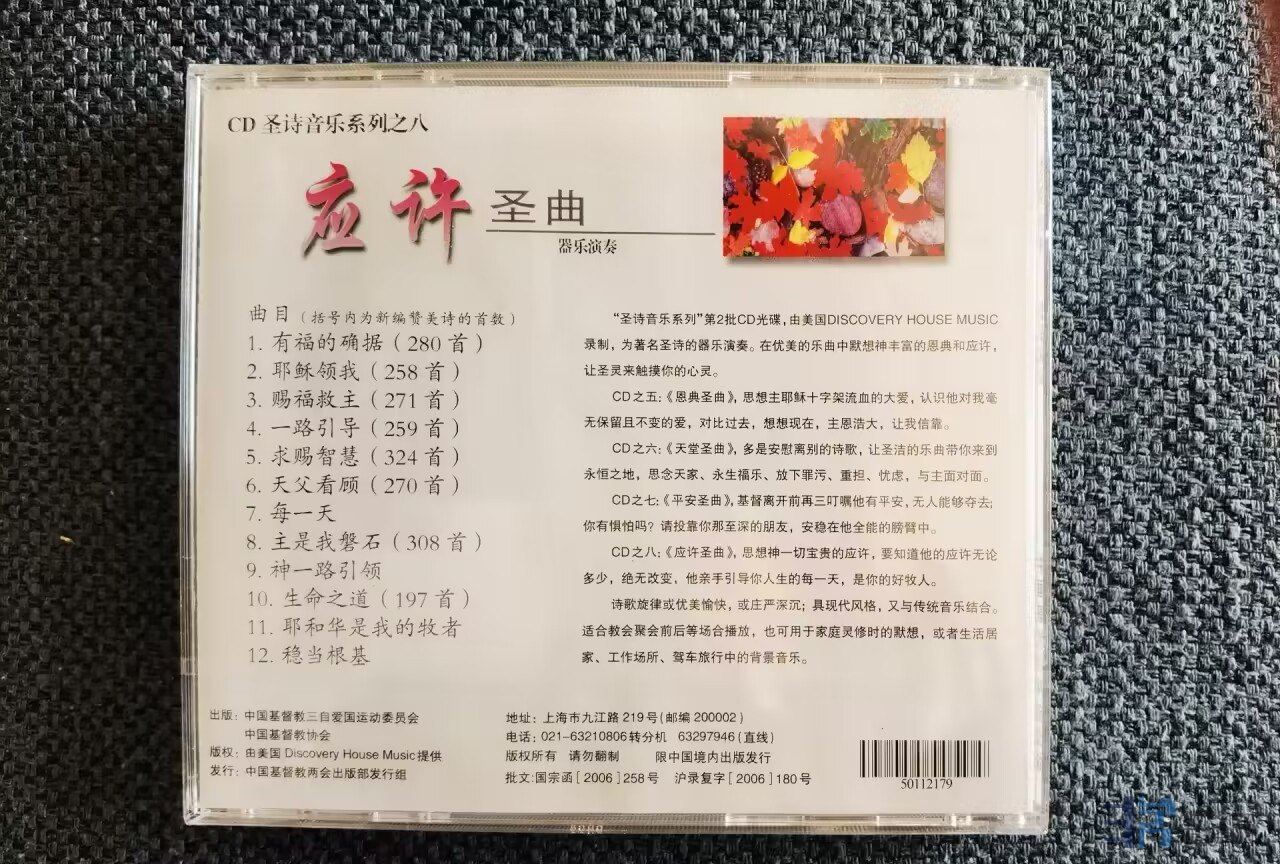 CD 圣诗音乐系列之八
应许 圣曲
器乐演奏
曲目（括号内为新编赞美诗的首数）
1. 有福的确据（280 首）
2. 耶稣领我（258 首）
3. 赐福救主（271 首）
4. 一路引导（259 首）
5. 求赐智慧（324 首）
6. 天父看顾（270 首）
7. 每一天
8. 主是我磐石（308 首）
9. 神一路引领
10. 生命之道（197 首）
11. 耶和华是我的牧者
12. 稳当根基
“圣诗音乐系列”第2批CD光碟，由美国DISCOVERY HOUSE MUSIC
录制，为著名圣诗的器乐演奏。在优美的乐曲中默想神丰富的恩典和应许，
让圣灵来触摸你的心灵。
CD之五：《恩典圣曲》，思想主耶稣十字架流血的大爱，认识他对我毫
无保留且不变的爱，对比过去，想想现在，主恩浩大，让我信靠。
CD之六：《天堂圣曲》，多是安慰离别的诗歌，让圣洁的乐曲带你来到
永恒之地，思念天家、永生福乐、放下罪污、重担、忧虑，与主面对面。
CD之七：《平安圣曲》，基督离开前再三叮嘱他有平安，无人能够夺去；
你有惧怕吗？请投靠你那至深的朋友，安稳在他全能的膀臂中。
CD之八：《应许圣曲》，思想神一切宝贵的应许，要知道他的应许无论
多少，绝无改变，他亲手引导你人生的每一天，是你的好牧人。
诗歌旋律或优美愉快，或庄严深沉；具现代风格，又与传统音乐结合。
适合教会聚会前后等场合播放，也可用于家庭灵修时的默想，或者生活居
家、工作场所、驾车旅行中的背景音乐。
出版：中国基督教三自爱国运动委员会
中国基督教协会
版权：由美国 Discovery House Music 提供
发行：中国基督教两会出版部发行组
地址：上海市九江路 219 号(邮编 200002)
电话：021-63210806 转分机 63297946(直线)
版权所有 请勿翻制 限中国境内出版发行
批文：国宗函[2006]258 号 沪录复字[2006]180 号
50112179